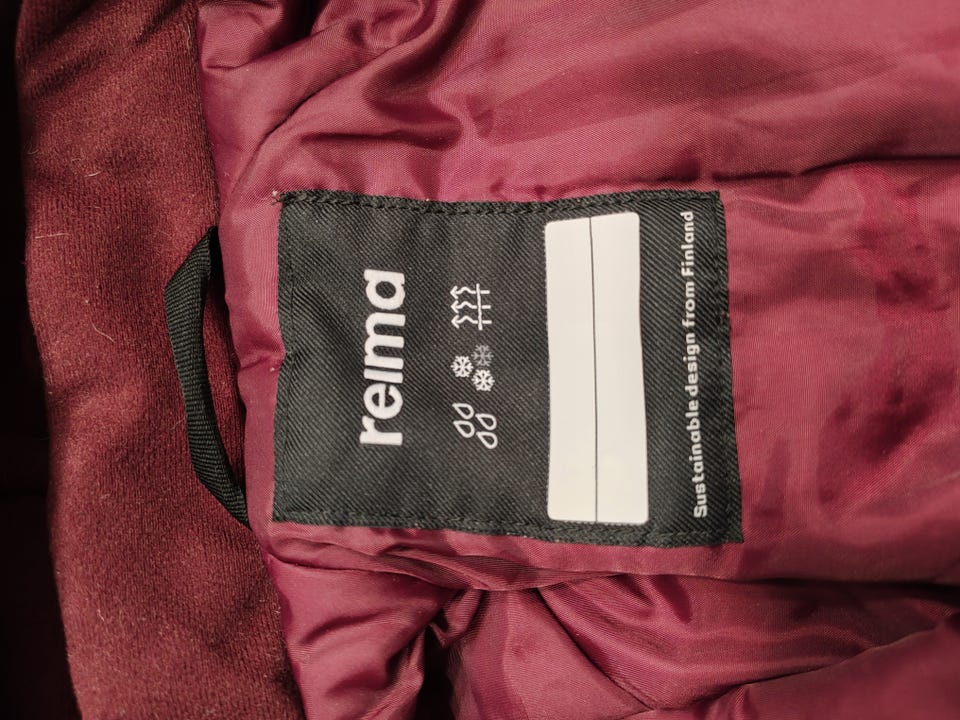 reima
Sustainable design from Finland